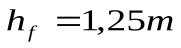 h_f = 1,25m